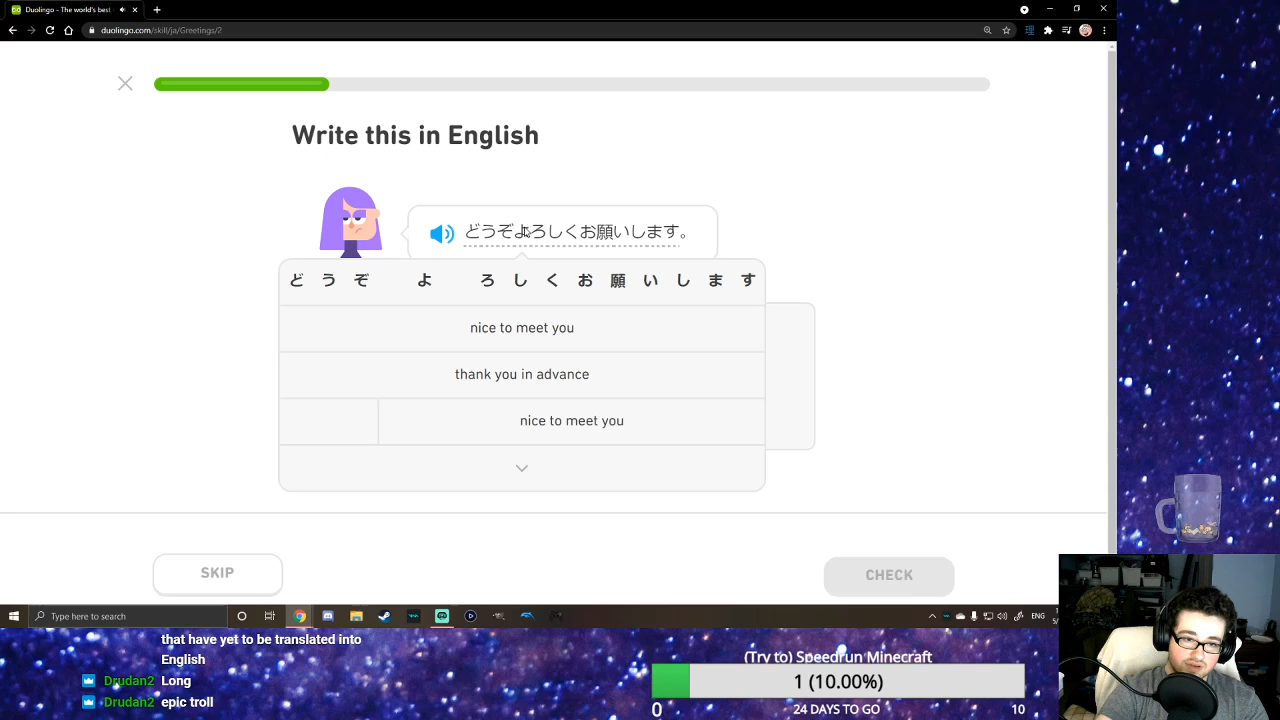 Duolingo - The world's best
duolingo.com/skill/ja/Greetings/2
Write this in English
どうぞよろしくお願いします。
どうぞ よ ろしくお願いします
nice to meet you
thank you in advance
nice to meet you
SKIP
CHECK
Type here to search
ENG
that have yet to be translated into
English
Drudan2 Long
Drudan2 epic troll
(Try to) Speedrun Minecraft
1 (10.00%)
0
24 DAYS TO GO
10